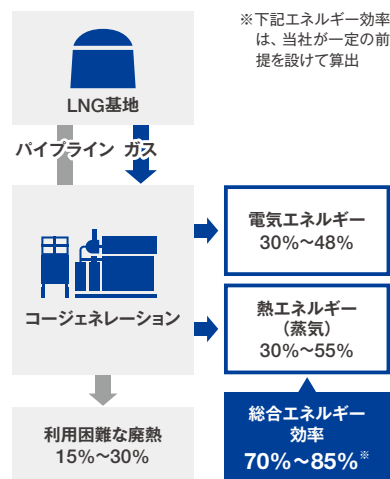 ※下記エネルギー効率
は、当社が一定の前
提を設けて算出
LNG基地
パイプライン ガス
コージェネレーション
電気エネルギー
30%~48%
熱エネルギー
(蒸気)
30%~55%
利用困難な廃熱
15%~30%
総合エネルギー
効率
70%~85%※